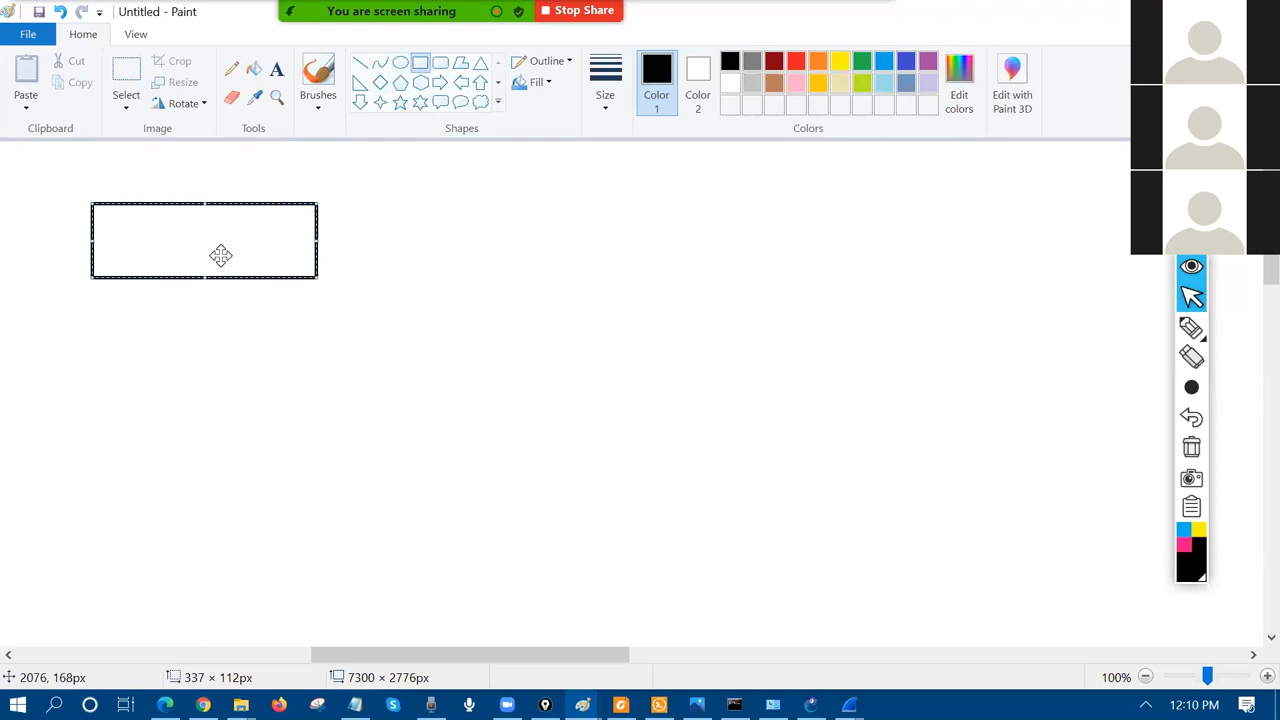 Untitled - Paint
You are screen sharing
Stop Share
File
Home
View
Paste
Cut
Copy
Clipboard
Select
Crop
Resize
Rotate
Image
A
Tools
Brushes
Outline
Fill
Shapes
Size
Color 1
Color 2
Edit colors
Colors
Edit with Paint 3D
2076, 168px
337 × 112px
7300 × 2776px
100%
12:10 PM